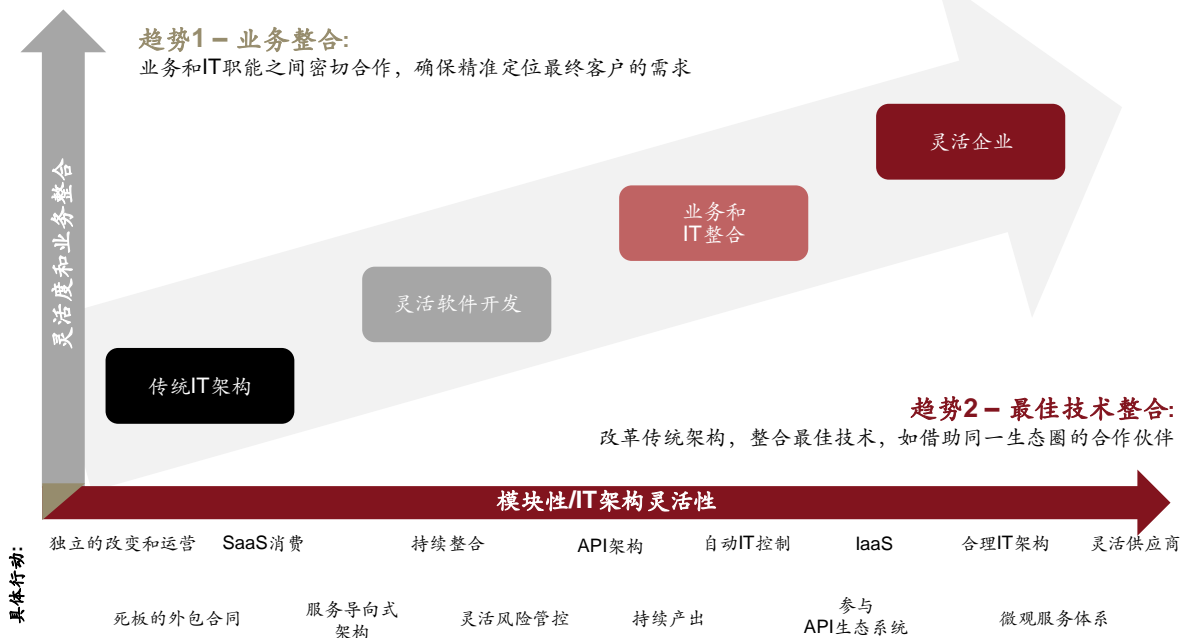 趋势1 – 业务整合:
业务和IT职能之间密切合作，确保精准定位最终客户的需求
灵活度和业务整合
灵活企业
业务和
IT整合
灵活软件开发
传统IT架构
趋势2 – 最佳技术整合:
改革传统架构，整合最佳技术，如借助同一生态圈的合作伙伴
模块性/IT架构灵活性
具体行动:
独立的改变和运营 SaaS消费 持续整合 API架构 自动IT控制 IaaS 合理IT架构 灵活供应商
死板的外包合同 服务导向式 灵活风险管控 持续产出 参与 微观服务体系
架构 API生态系统